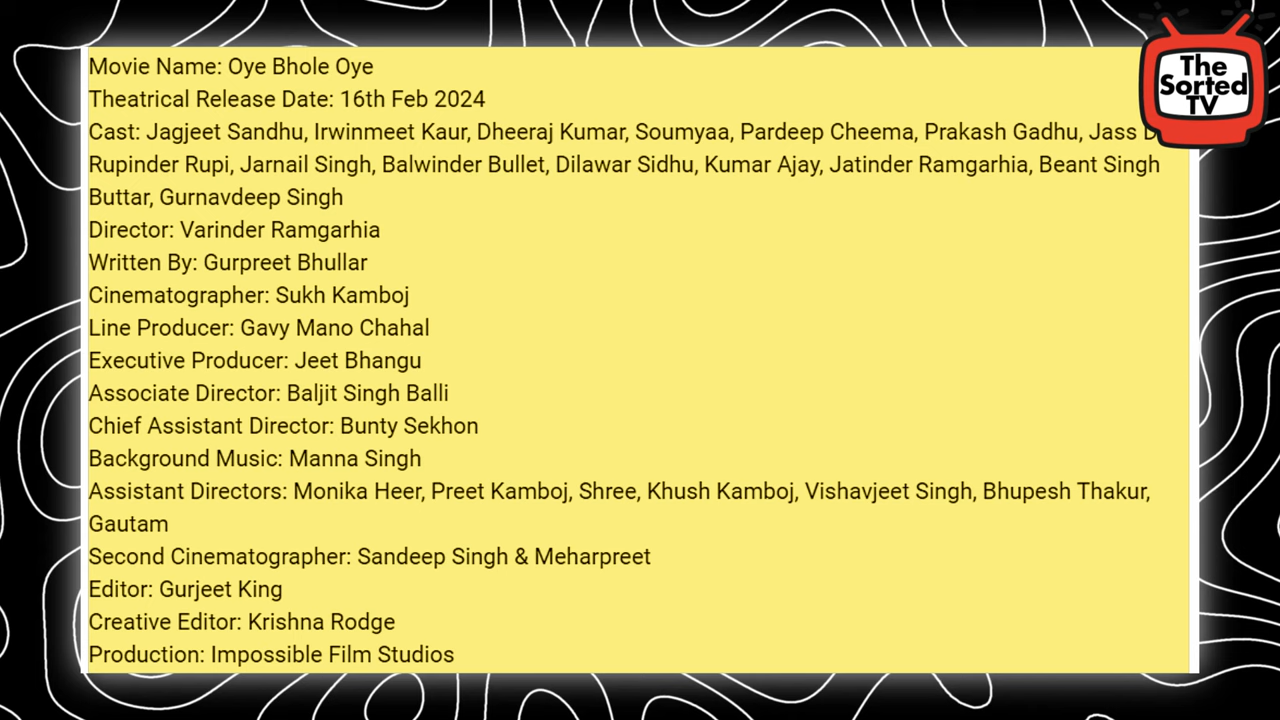 Movie Name: Oye Bhole Oye
Theatrical Release Date: 16th Feb 2024
Cast: Jagjeet Sandhu, Irwinmeet Kaur, Dheeraj Kumar, Soumyaa, Pardeep Cheema, Prakash Gadhu, Jass
Rupinder Rupi, Jarnail Singh, Balwinder Bullet, Dilawar Sidhu, Kumar Ajay, Jatinder Ramgarhia, Beant Singh
Buttar, Gurnavdeep Singh
Director: Varinder Ramgarhia
Written By: Gurpreet Bhullar
Cinematographer: Sukh Kamboj
Line Producer: Gavy Mano Chahal
Executive Producer: Jeet Bhangu
Associate Director: Baljit Singh Balli
Chief Assistant Director: Bunty Sekhon
Background Music: Manna Singh
Assistant Directors: Monika Heer, Preet Kamboj, Shree, Khush Kamboj, Vishavjeet Singh, Bhupesh Thakur,
Gautam
Second Cinematographer: Sandeep Singh & Meharpreet
Editor: Gurjeet King
Creative Editor: Krishna Rodge
Production: Impossible Film Studios
The
Sorted
TV